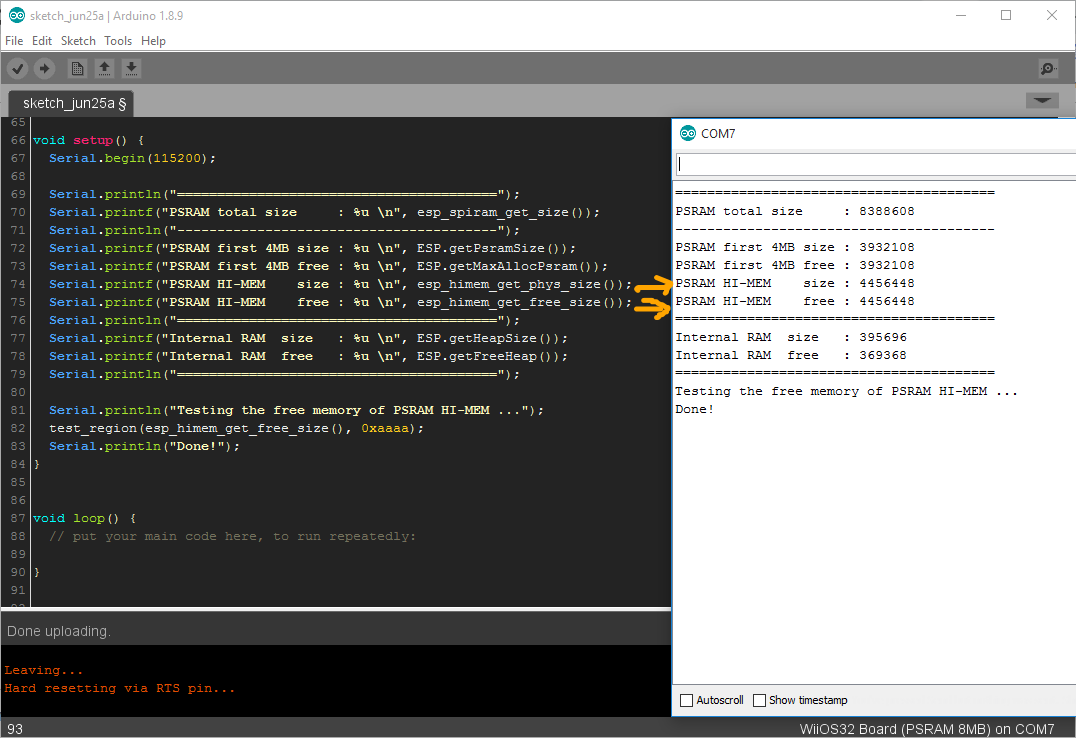 sketch_jun25a | Arduino 1.8.9
File Edit Sketch Tools Help
sketch_jun25a §
65
66 void setup() {
67   Serial.begin(115200);
68
69   Serial.println("========================================");
70   Serial.printf("PSRAM total size     : %u \n", esp_spiram_get_size());
71   Serial.println("----------------------------------------");
72   Serial.printf("PSRAM first 4MB size : %u \n", ESP.getPsramSize());
73   Serial.printf("PSRAM first 4MB free : %u \n", ESP.getMaxAllocPsram());
74   Serial.printf("PSRAM HI-MEM    size : %u \n", esp_himem_get_phys_size());
75   Serial.printf("PSRAM HI-MEM    free : %u \n", esp_himem_get_free_size());
76   Serial.println("========================================");
77   Serial.printf("Internal RAM  size   : %u \n", ESP.getHeapSize());
78   Serial.printf("Internal RAM  free   : %u \n", ESP.getFreeHeap());
79   Serial.println("========================================");
80
81   Serial.println("Testing the free memory of PSRAM HI-MEM ...");
82   test_region(esp_himem_get_free_size(), 0xaaaa);
83   Serial.println("Done!");
84 }
85
86
87 void loop() {
88   // put your main code here, to run repeatedly:
89
90 }
91
Done uploading.
Leaving...
Hard resetting via RTS pin...
93
WiiOS32 Board (PSRAM 8MB) on COM7
COM7
========================================
PSRAM total size     : 8388608
----------------------------------------
PSRAM first 4MB size : 3932108
PSRAM first 4MB free : 3932108
PSRAM HI-MEM    size : 4456448
PSRAM HI-MEM    free : 4456448
========================================
Internal RAM  size   : 395696
Internal RAM  free   : 369368
========================================
Testing the free memory of PSRAM HI-MEM ...
Done!
Autoscroll Show timestamp